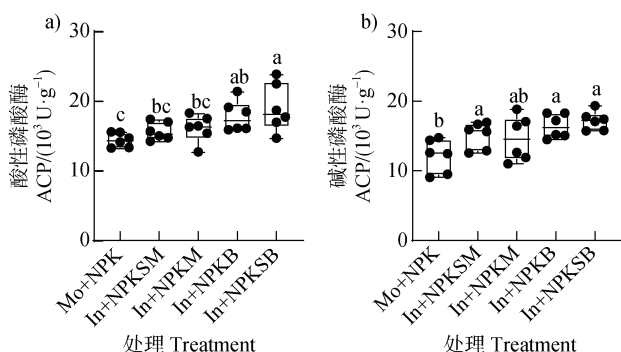 a)
酸性磷酸酶
ACP/(10³ U·g⁻¹)
30
20
10
0
c
bc
bc
ab
a
Mo+NPK
In+NPKSM
In+NPKM
In+NPKB
In+NPKSB
处理 Treatment
b)
碱性磷酸酶
ACP/(10³ U·g⁻¹)
30
20
10
0
b
a
ab
a
a
Mo+NPK
In+NPKSM
In+NPKM
In+NPKB
In+NPKSB
处理 Treatment